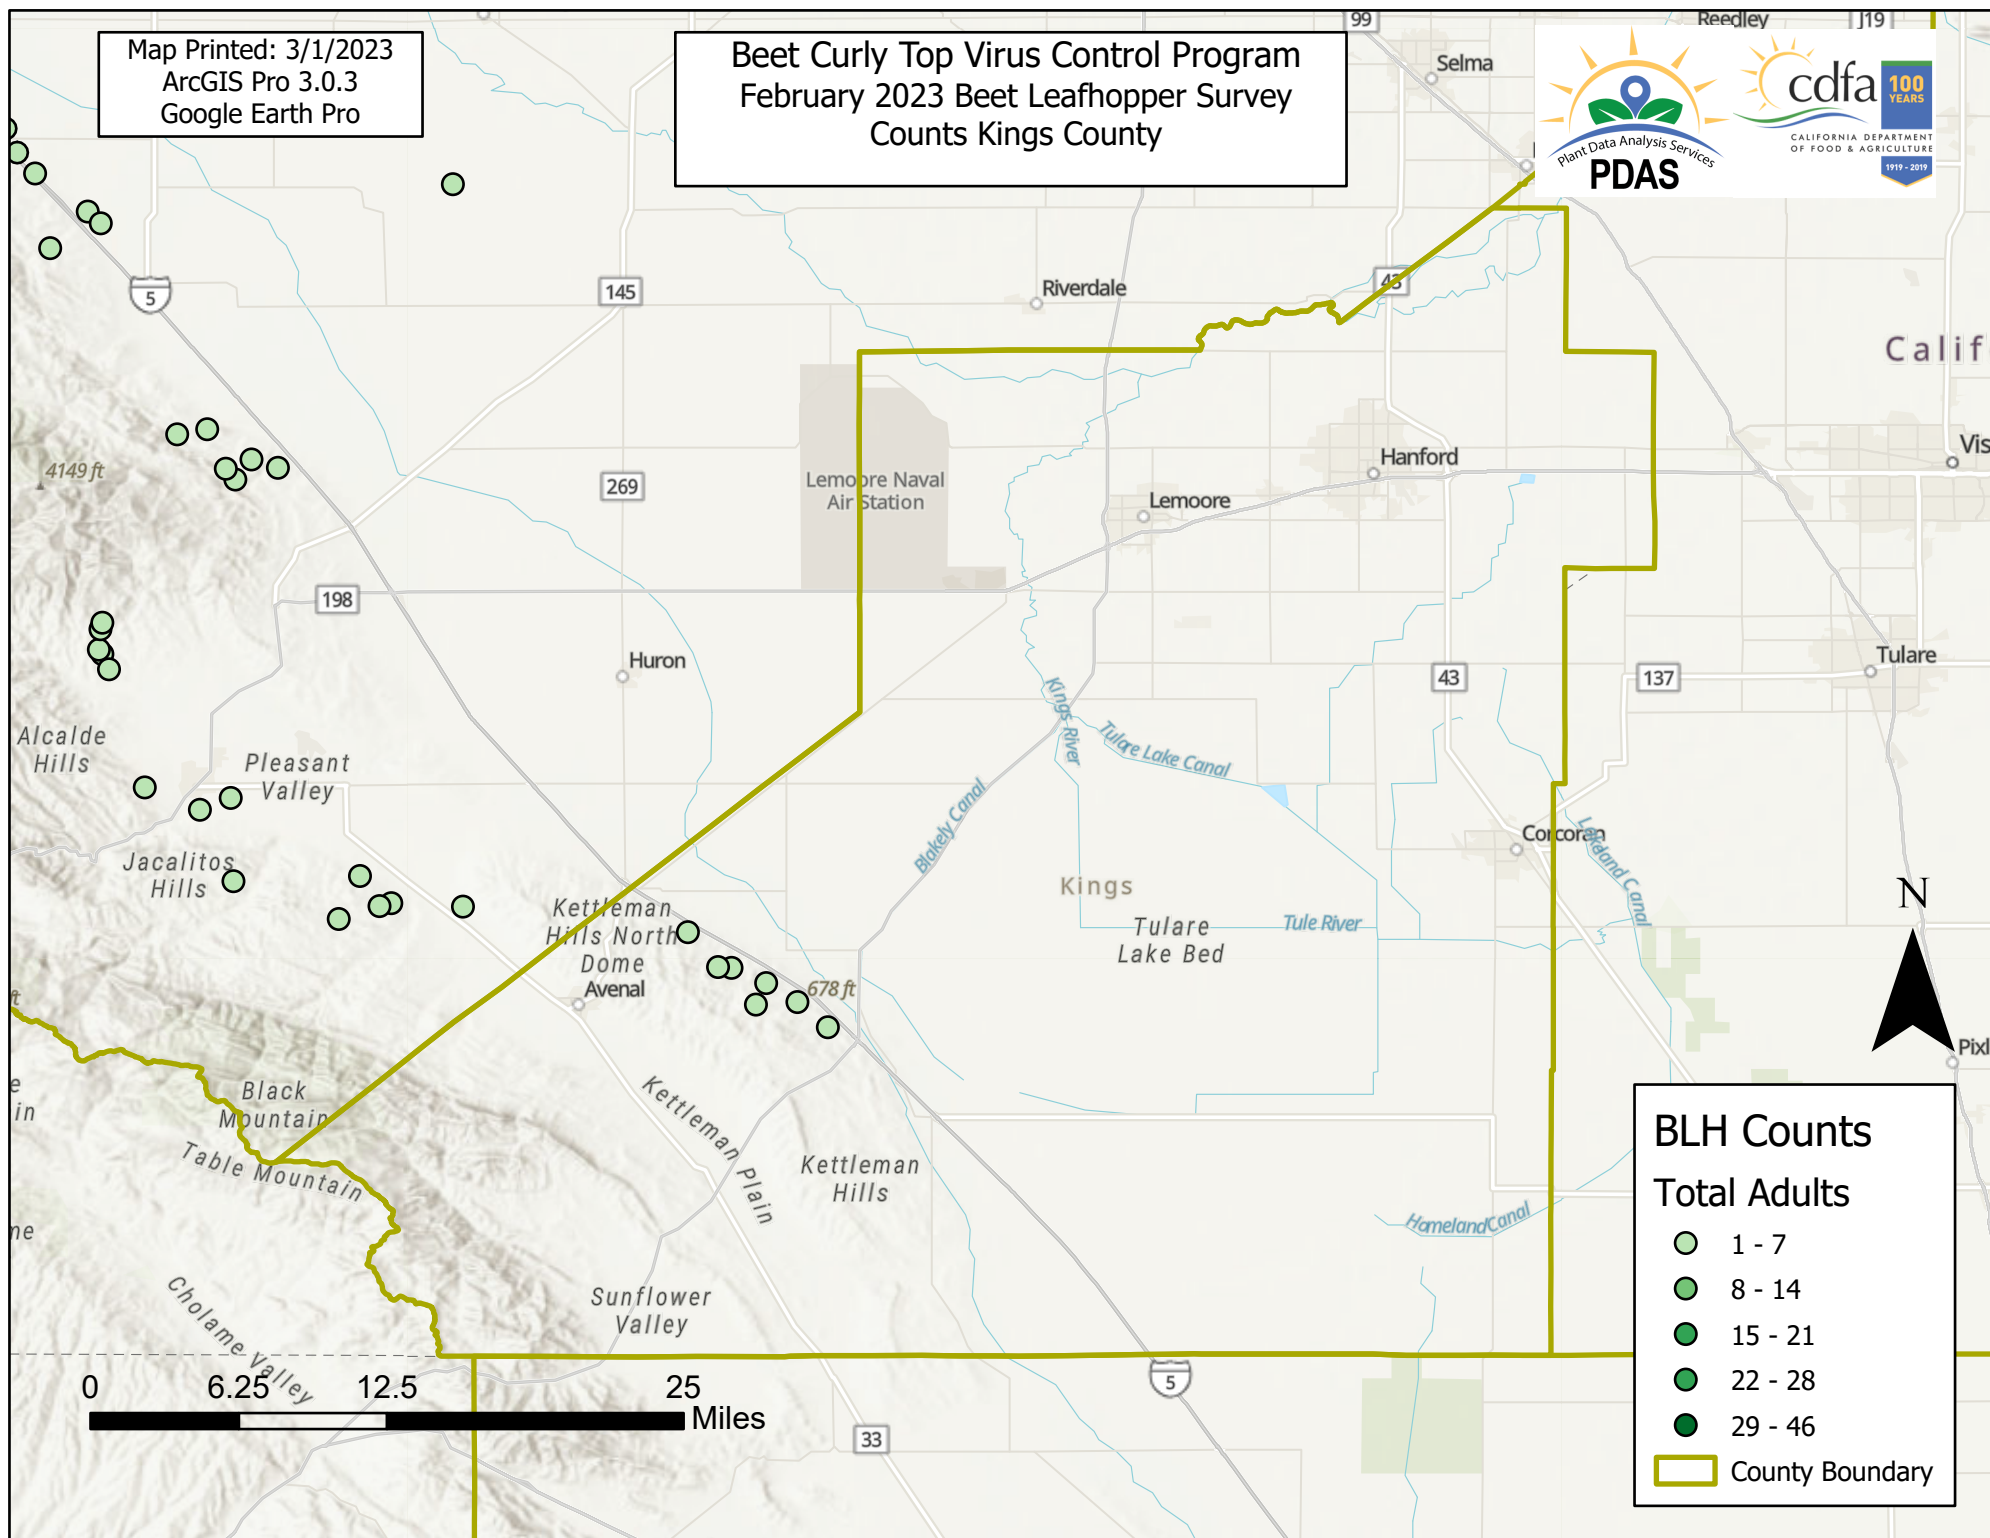 Map Printed: 3/1/2023
ArcGIS Pro 3.0.3
Google Earth Pro
Beet Curly Top Virus Control Program
February 2023 Beet Leafhopper Survey
Counts Kings County
Plant Data Analysis Services
PDAS
cdfa
100
YEARS
CALIFORNIA DEPARTMENT
OF FOOD & AGRICULTURE
1919 - 2019
99
Reedley
J19
Selma
5
145
Riverdale
43
Calif
4149 ft
269
Lemoore Naval
Air Station
Lemoore
Hanford
Vis
198
Huron
43
137
Tulare
Alcalde
Hills
Pleasant
Valley
Kings River
Tulare Lake Canal
Blakely Canal
Corcoran
Lakeland Canal
Jacalitos
Hills
Kings
Kettleman
Hills North
Dome
Avenal
678 ft
Tulare
Lake Bed
Tule River
N
ft
Pixl
e
in
Black
Mountain
Table Mountain
Kettleman Plain
Kettleman
Hills
Homeland Canal
me
Cholame Valley
Sunflower
Valley
5
33
0 6.25 12.5 25
Miles
BLH Counts
Total Adults
1 - 7
8 - 14
15 - 21
22 - 28
29 - 46
County Boundary